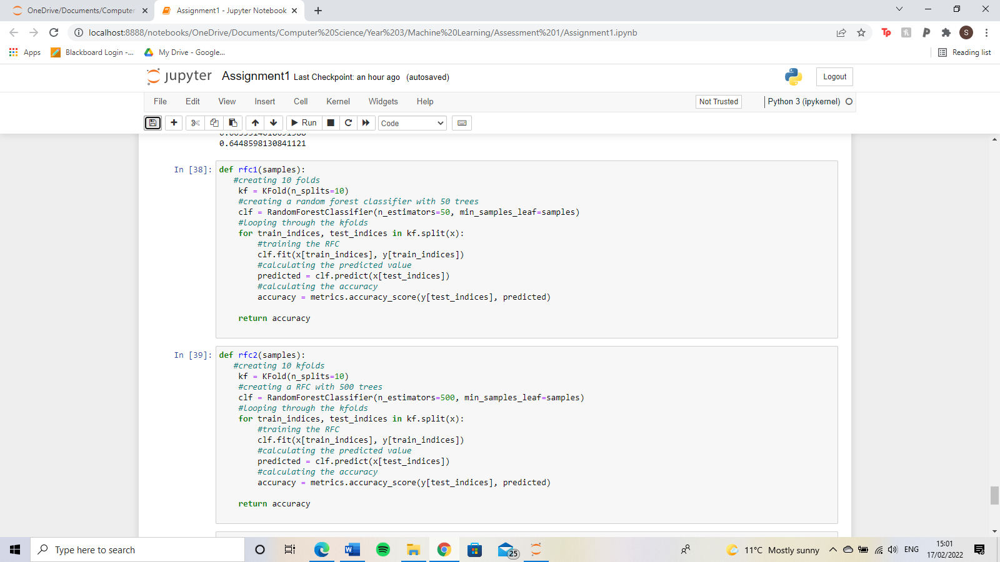 OneDrive/Documents/Computer
Assignment1 - Jupyter Notebook
localhost:8888/notebooks/OneDrive/Documents/Computer%20Science/Year%203/Machine%20Learning/Assessment%201/Assignment1.ipynb
Apps
Blackboard Login -...
My Drive - Google...
Reading list
jupyter
Assignment1 Last Checkpoint: an hour ago (autosaved)
Logout
File Edit View Insert Cell Kernel Widgets Help
Not Trusted
Python 3 (ipykernel)
Run
Code
0.6448598130841121
In [38]:
def rfc1(samples):
   #creating 10 folds
    kf = KFold(n_splits=10)
    #creating a random forest classifier with 50 trees
    clf = RandomForestClassifier(n_estimators=50, min_samples_leaf=samples)
    #looping through the kfolds
    for train_indices, test_indices in kf.split(x):
        #training the RFC
        clf.fit(x[train_indices], y[train_indices])
        #calculating the predicted value
        predicted = clf.predict(x[test_indices])
        #calculating the accuracy
        accuracy = metrics.accuracy_score(y[test_indices], predicted)
    return accuracy
In [39]:
def rfc2(samples):
   #creating 10 kfolds
    kf = KFold(n_splits=10)
    #creating a RFC with 500 trees
    clf = RandomForestClassifier(n_estimators=500, min_samples_leaf=samples)
    #looping through the kfolds
    for train_indices, test_indices in kf.split(x):
        #training the RFC
        clf.fit(x[train_indices], y[train_indices])
        #calculating the predicted value
        predicted = clf.predict(x[test_indices])
        #calculating the accuracy
        accuracy = metrics.accuracy_score(y[test_indices], predicted)
    return accuracy
Type here to search
25
11°C Mostly sunny
ENG
15:01
17/02/2022